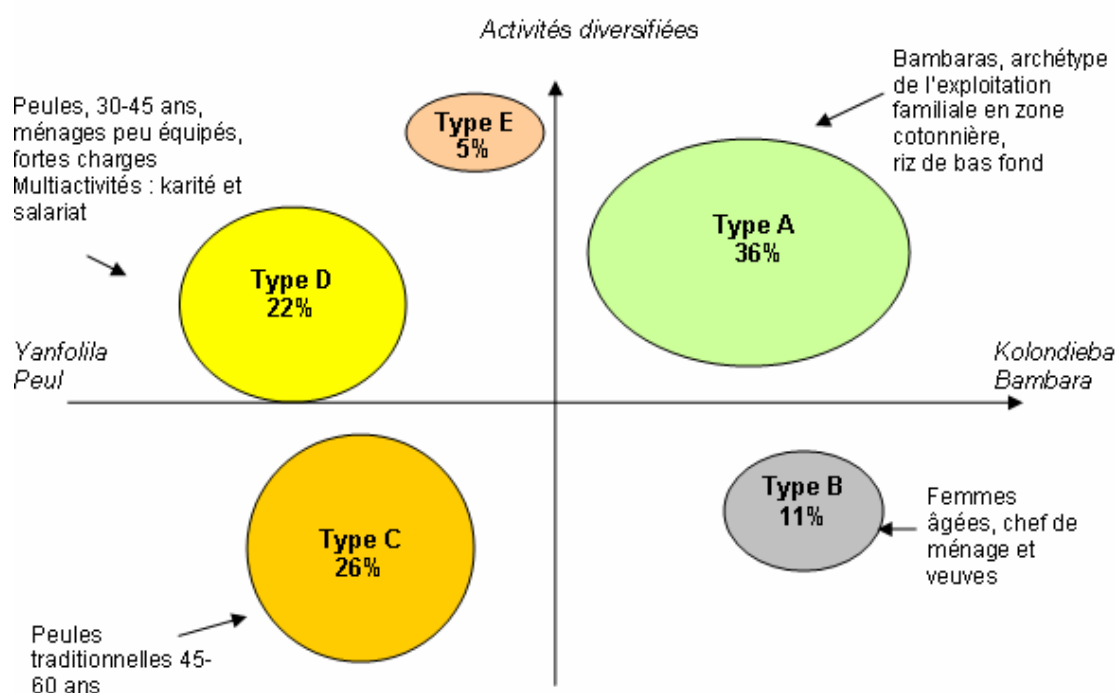 Activités diversifiées
Bambaras, archétype
de l'exploitation
familiale en zone
cotonnière,
riz de bas fond
Peules, 30-45 ans,
ménages peu équipés,
fortes charges
Multiactivités : karité et
salariat
Type E
5%
Type A
36%
Type D
22%
Yanfolila
Peul
Kolondieba
Bambara
Type B
11%
Femmes
âgées, chef de
ménage et
veuves
Type C
26%
Peules
traditionnelles 45-
60 ans